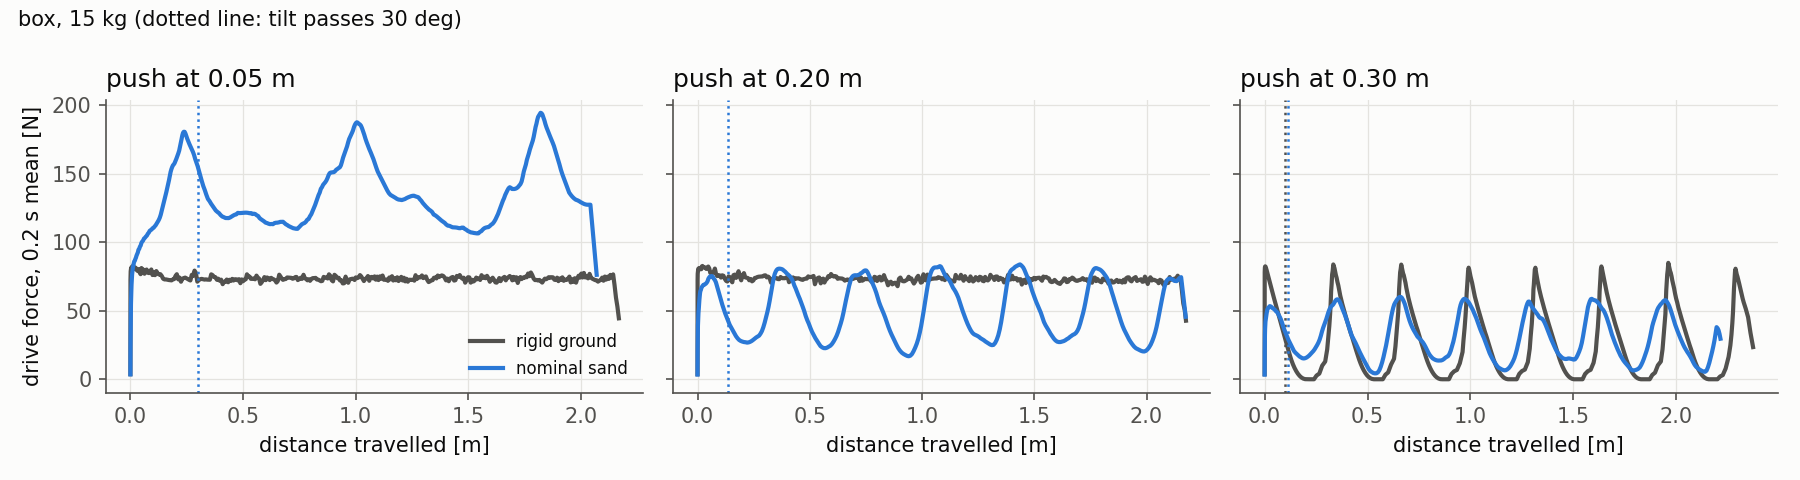 box, 15 kg (dotted line: tilt passes 30 deg)
push at 0.05 m
push at 0.20 m
push at 0.30 m
drive force, 0.2 s mean [N]
200
150
100
50
0
rigid ground
nominal sand
0.0 0.5 1.0 1.5 2.0
0.0 0.5 1.0 1.5 2.0
0.0 0.5 1.0 1.5 2.0
distance travelled [m]
distance travelled [m]
distance travelled [m]